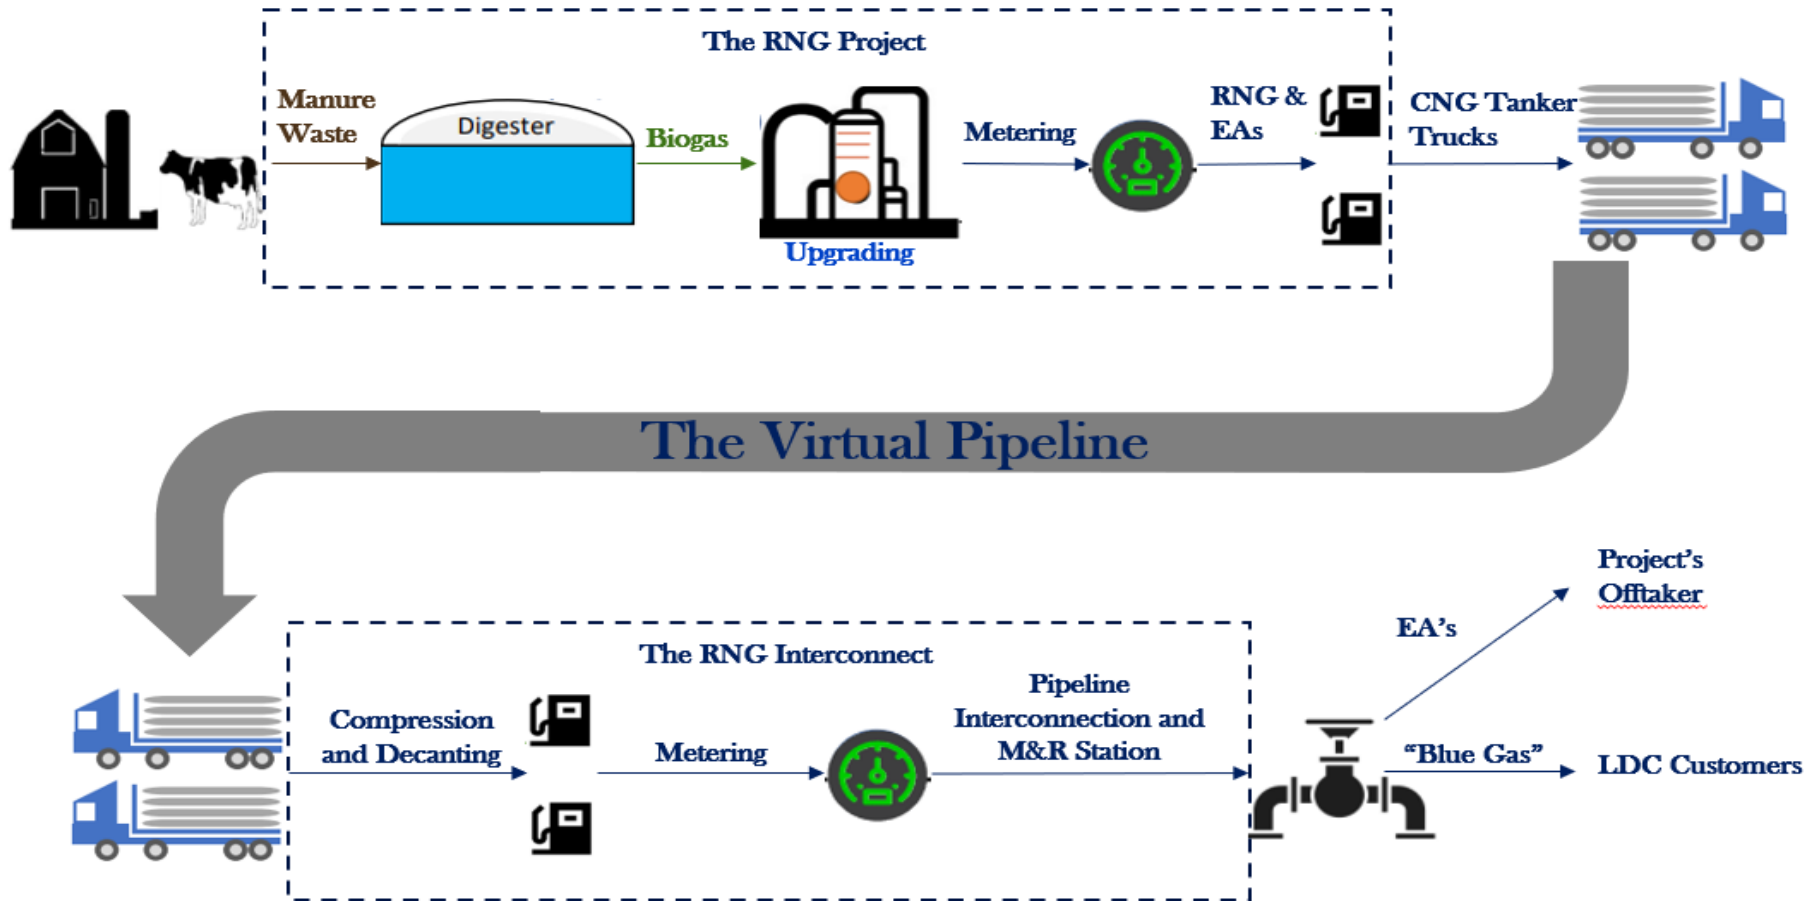 The RNG Project
Manure
Waste
Digester
Biogas
Upgrading
Metering
RNG &
EAs
CNG Tanker
Trucks
The Virtual Pipeline
The RNG Interconnect
Compression
and Decanting
Metering
Pipeline
Interconnection and
M&R Station
EA's
Project's
Offtaker
"Blue Gas"
LDC Customers